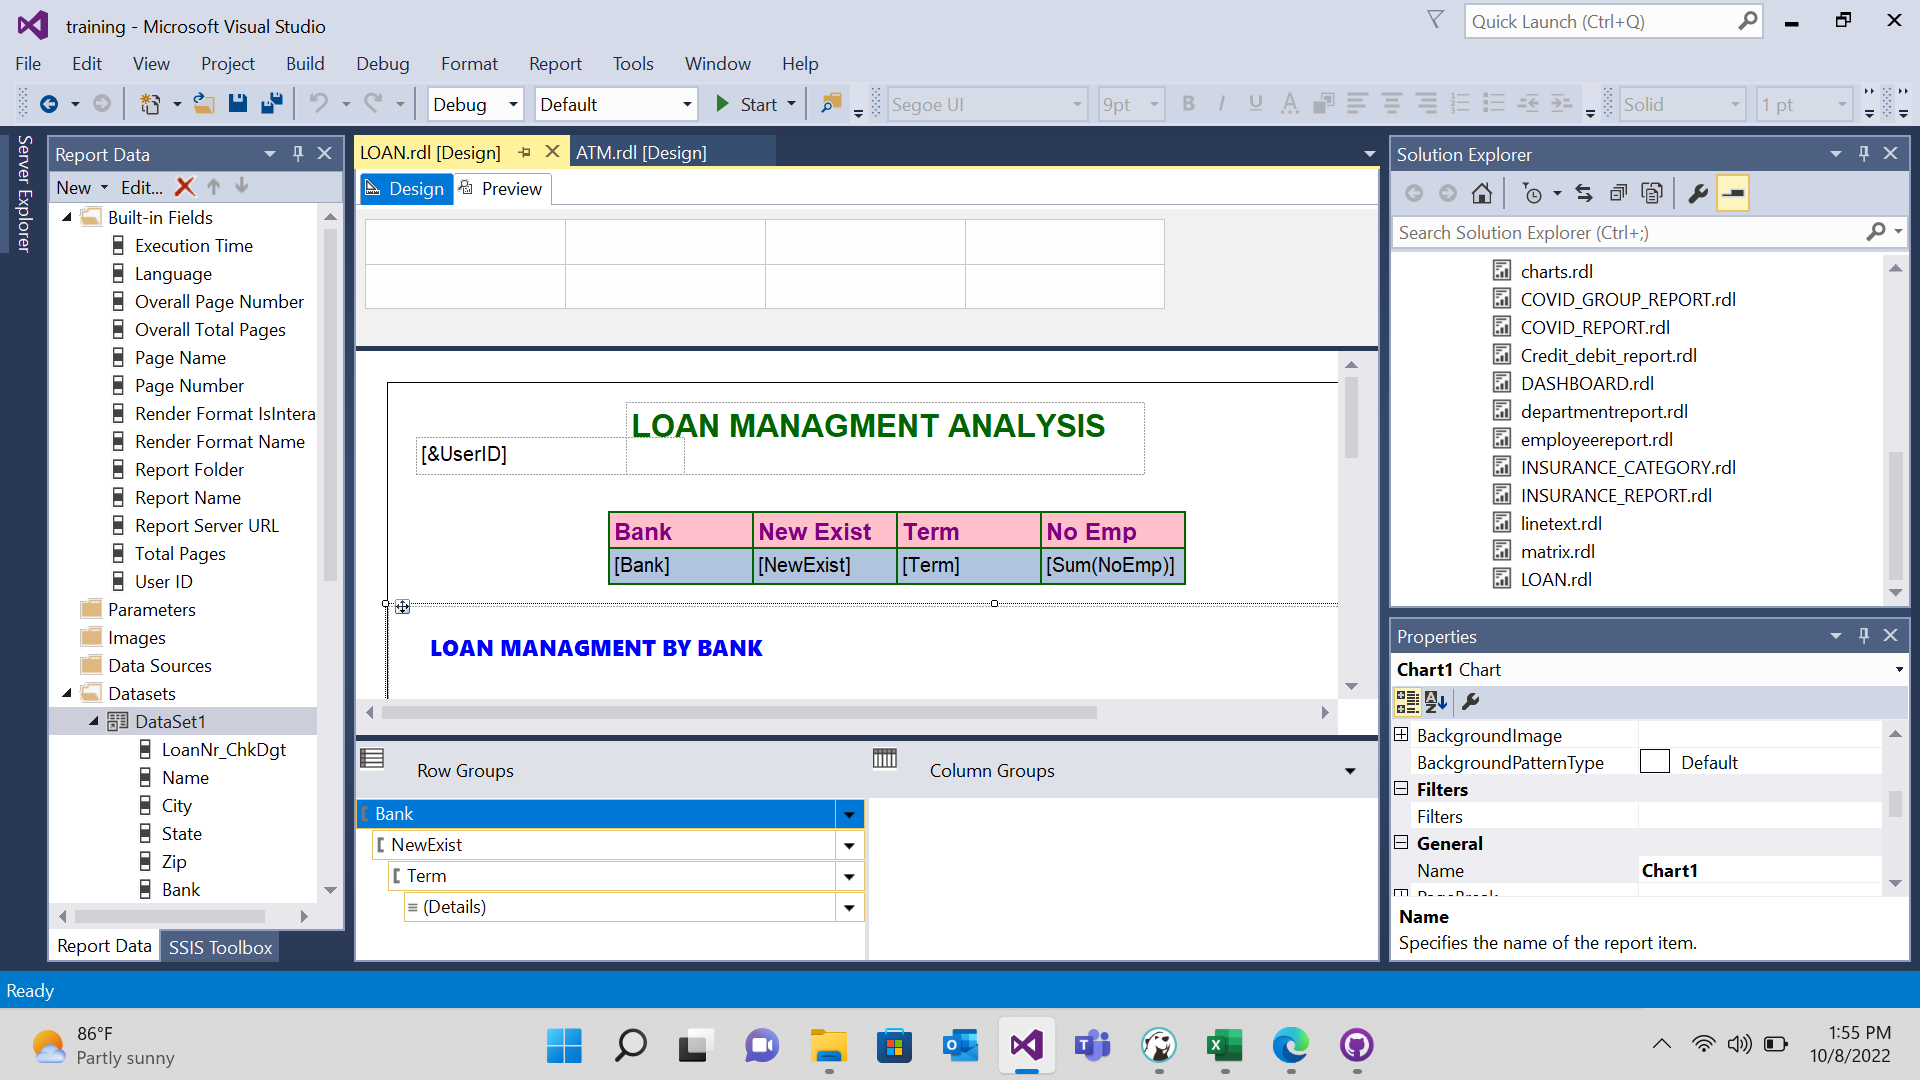 training - Microsoft Visual Studio
Quick Launch (Ctrl+Q)
File Edit View Project Build Debug Format Report Tools Window Help
Debug Default Start Segoe UI 9pt B I U A Solid 1 pt
Server Explorer
Report Data
New Edit...
Built-in Fields
Execution Time
Language
Overall Page Number
Overall Total Pages
Page Name
Page Number
Render Format IsIntera
Render Format Name
Report Folder
Report Name
Report Server URL
Total Pages
User ID
Parameters
Images
Data Sources
Datasets
DataSet1
LoanNr_ChkDgt
Name
City
State
Zip
Bank
Report Data SSIS Toolbox
LOAN.rdl [Design] ATM.rdl [Design]
Design Preview
LOAN MANAGMENT ANALYSIS
[&UserID]
Bank New Exist Term No Emp
[Bank] [NewExist] [Term] [Sum(NoEmp)]
LOAN MANAGMENT BY BANK
Row Groups Column Groups
Bank
NewExist
Term
(Details)
Solution Explorer
Search Solution Explorer (Ctrl+;)
charts.rdl
COVID_GROUP_REPORT.rdl
COVID_REPORT.rdl
Credit_debit_report.rdl
DASHBOARD.rdl
departmentreport.rdl
employeereport.rdl
INSURANCE_CATEGORY.rdl
INSURANCE_REPORT.rdl
linetext.rdl
matrix.rdl
LOAN.rdl
Properties
Chart1 Chart
BackgroundImage
BackgroundPatternType Default
Filters
Filters
General
Name Chart1
Name
Specifies the name of the report item.
Ready
86°F
Partly sunny
1:55 PM
10/8/2022